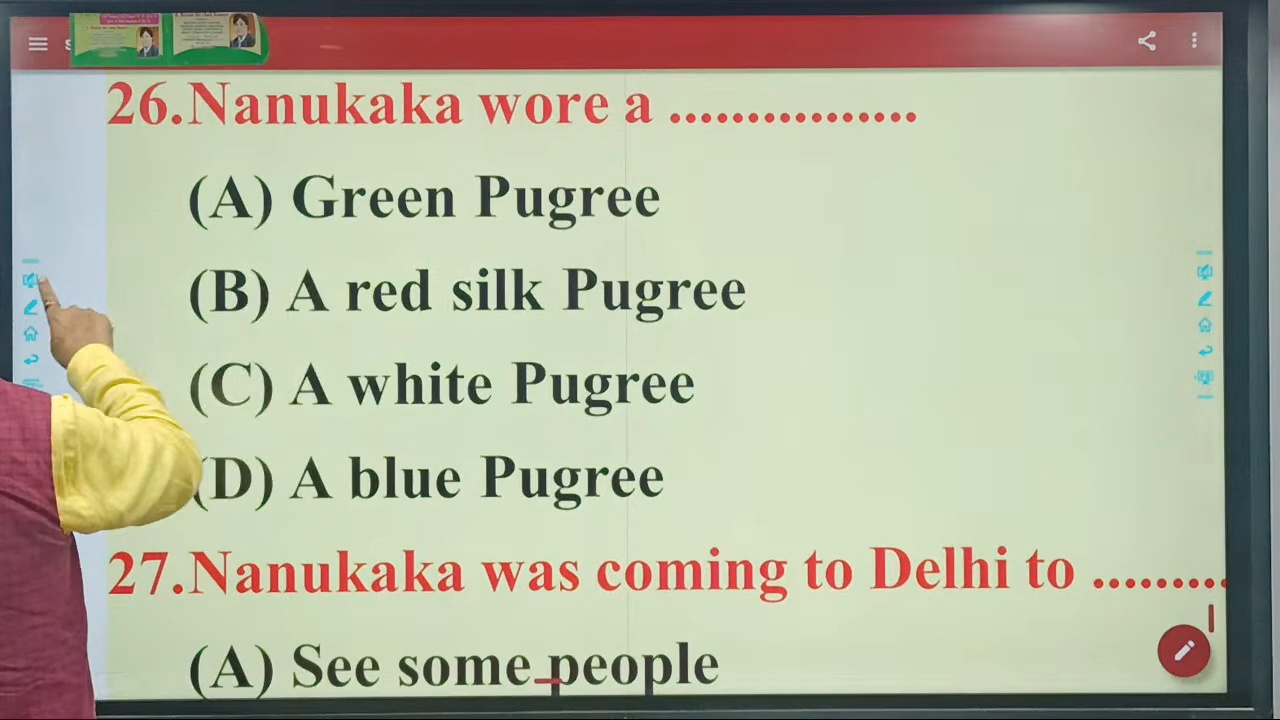 26.Nanukaka wore a ................
(A) Green Pugree
(B) A red silk Pugree
(C) A white Pugree
(D) A blue Pugree
27.Nanukaka was coming to Delhi to .........
(A) See some people